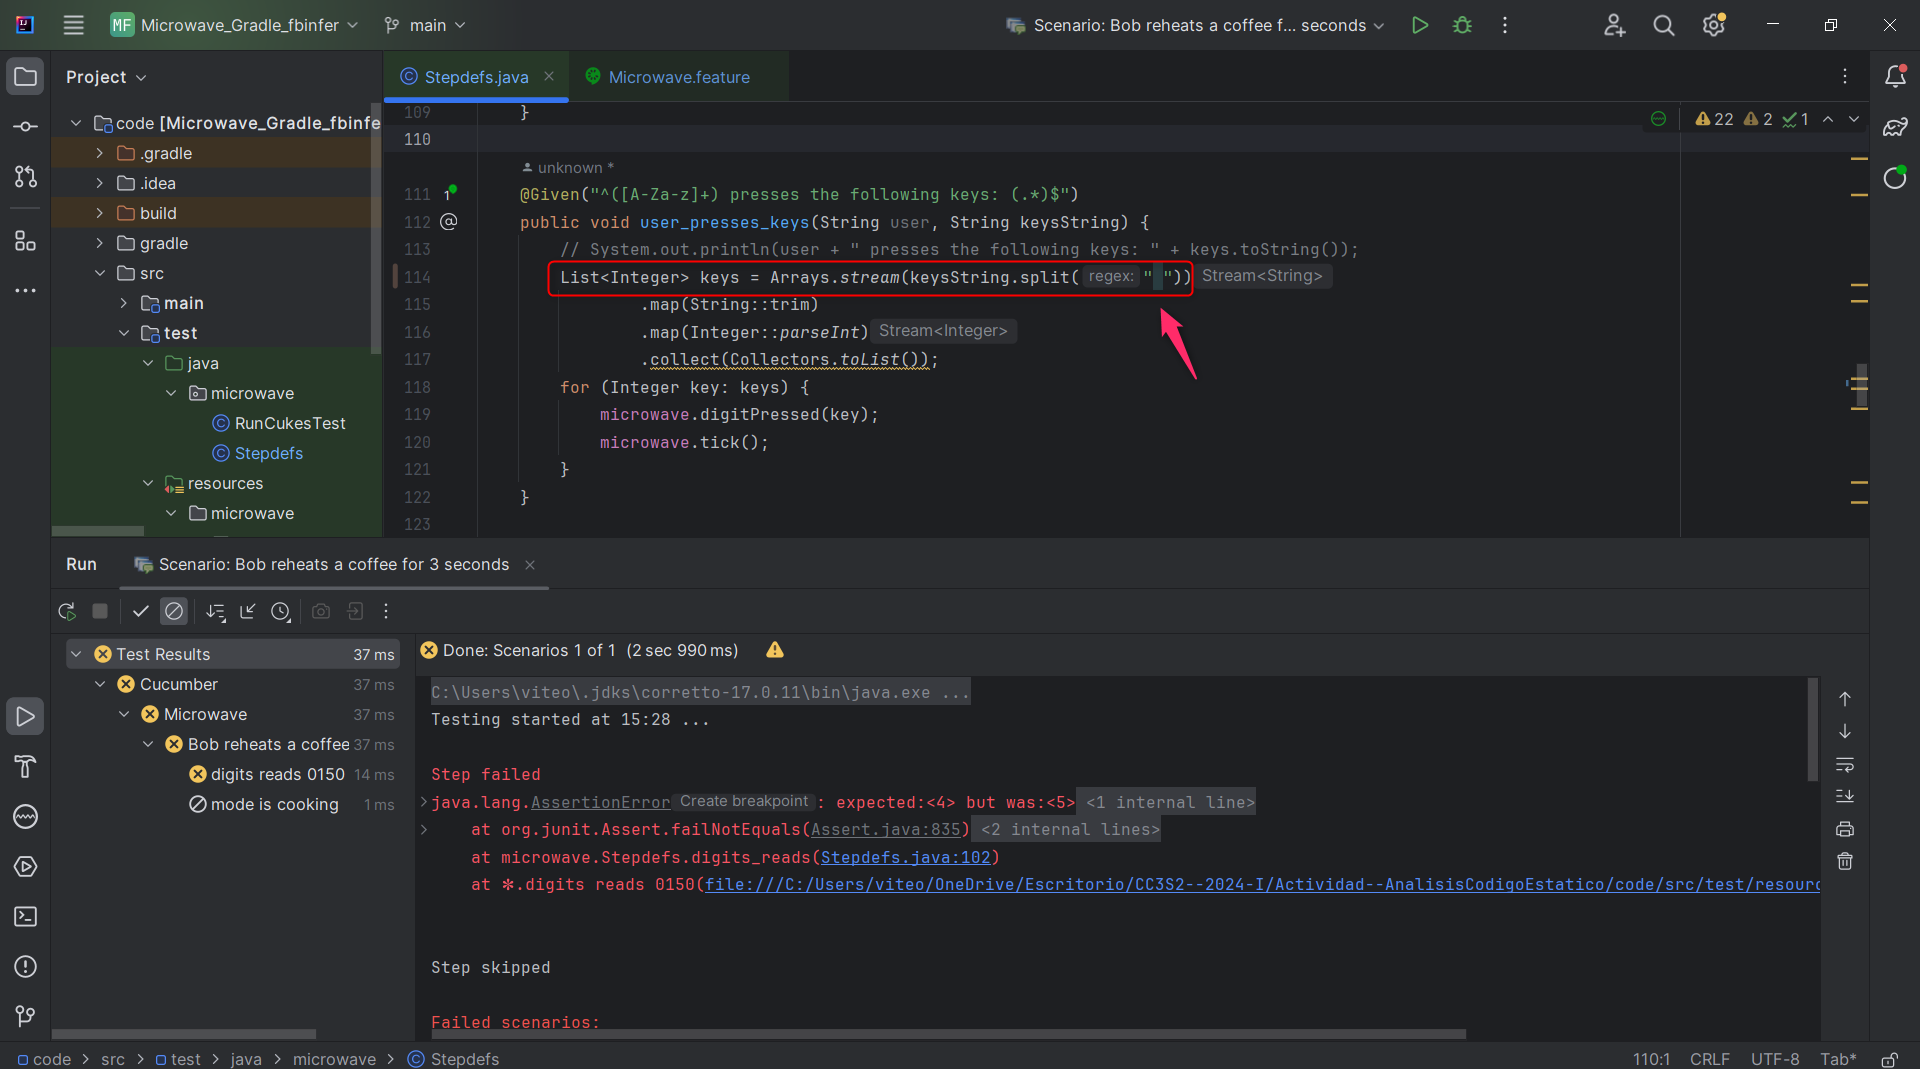 MF Microwave_Gradle_fbinfer main Scenario: Bob reheats a coffee f... seconds
Project
Stepdefs.java
Microwave.feature
code [Microwave_Gradle_fbinfe
.gradle
.idea
build
gradle
src
main
test
java
microwave
RunCukesTest
Stepdefs
resources
microwave
22 2 1
109 }
110
unknown *
111 @Given("^([A-Za-z]+) presses the following keys: (.*)$")
112 public void user_presses_keys(String user, String keysString) {
113 // System.out.println(user + " presses the following keys: " + keys.toString());
114 List<Integer> keys = Arrays.stream(keysString.split( regex: " ")) Stream<String>
115 .map(String::trim)
116 .map(Integer::parseInt) Stream<Integer>
117 .collect(Collectors.toList());
118 for (Integer key: keys) {
119 microwave.digitPressed(key);
120 microwave.tick();
121 }
122 }
123
Run Scenario: Bob reheats a coffee for 3 seconds
Test Results 37 ms
Cucumber 37 ms
Microwave 37 ms
Bob reheats a coffee 37 ms
digits reads 0150 14 ms
mode is cooking 1 ms
Done: Scenarios 1 of 1 (2 sec 990 ms)
C:\Users\viteo\.jdks\corretto-17.0.11\bin\java.exe ...
Testing started at 15:28 ...
Step failed
java.lang.AssertionError Create breakpoint : expected:<4> but was:<5> <1 internal line>
at org.junit.Assert.failNotEquals(Assert.java:835) <2 internal lines>
at microwave.Stepdefs.digits_reads(Stepdefs.java:102)
at ✽.digits reads 0150(file:///C:/Users/viteo/OneDrive/Escritorio/CC3S2--2024-I/Actividad--AnalisisCodigoEstatico/code/src/test/resourc
Step skipped
Failed scenarios:
code > src > test > java > microwave > Stepdefs
110:1 CRLF UTF-8 Tab*